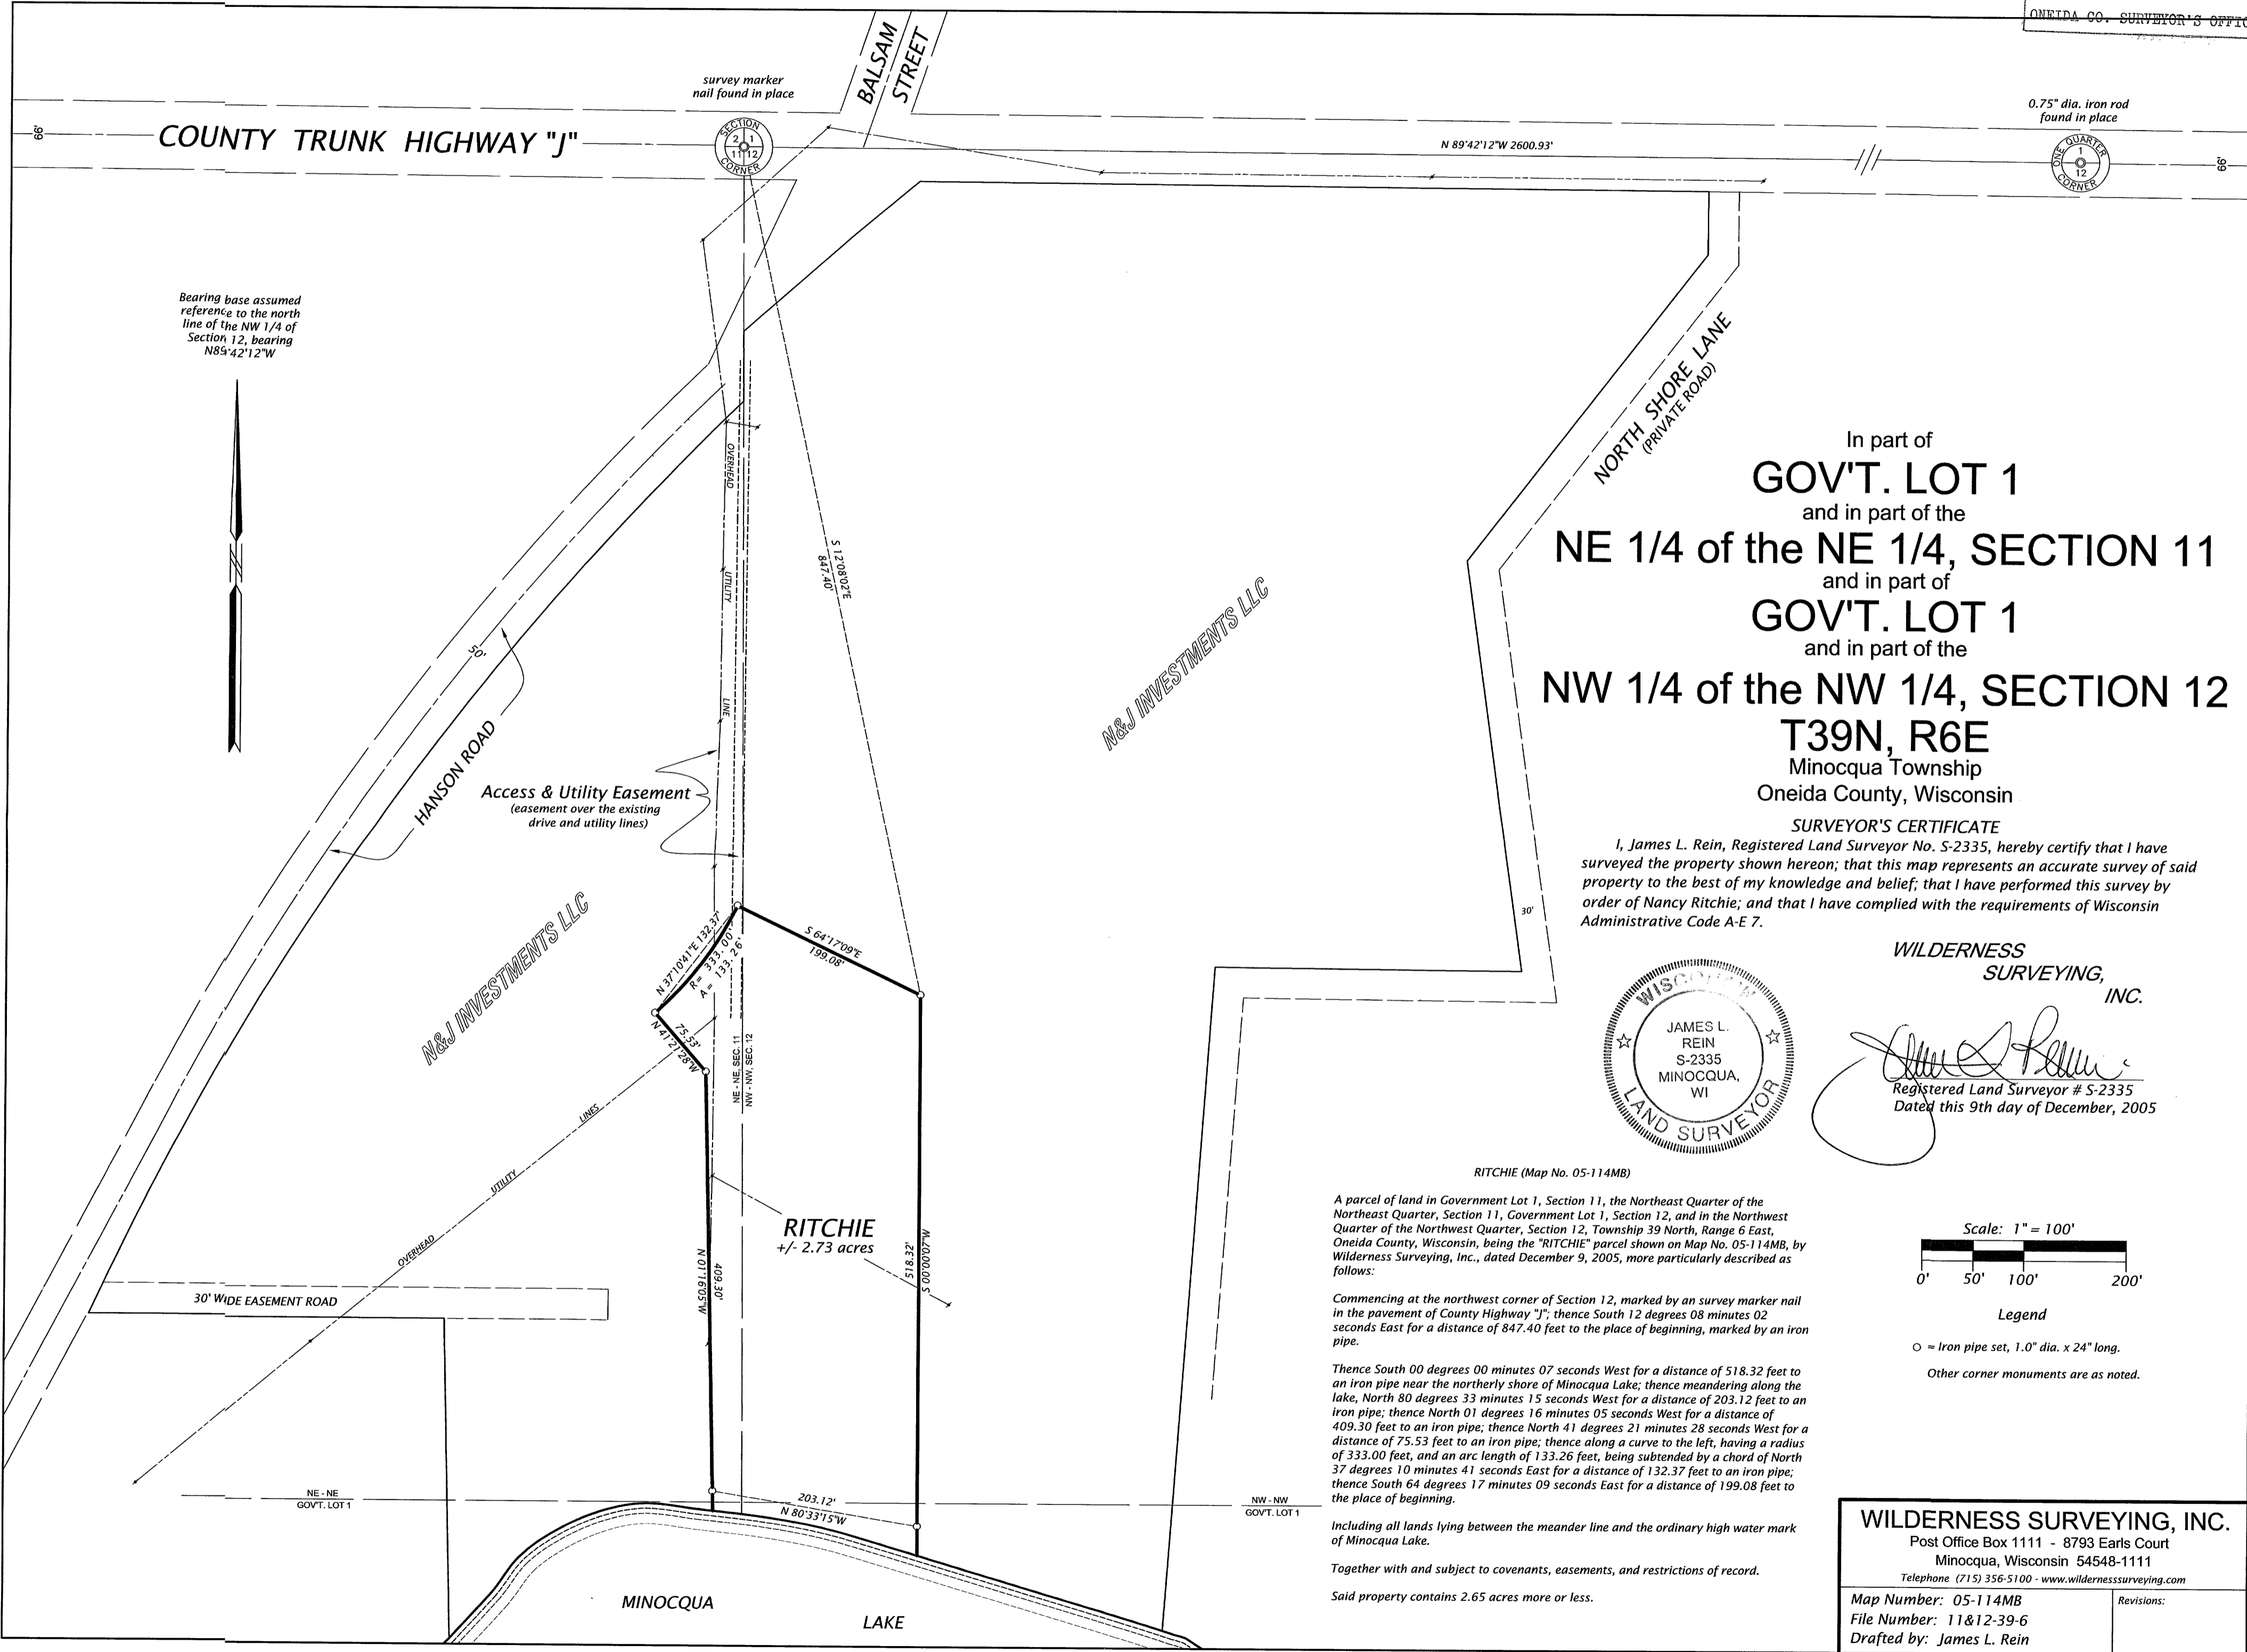 ONEIDA CO. SURVEYOR'S OFFIC
BALSAM
STREET
survey marker
nail found in place
0.75" dia. iron rod
found in place
66'
COUNTY TRUNK HIGHWAY "J"
SECTION
2 1
11 12
CORNER
N 89°42'12"W 2600.93'
ONE QUARTER
1
12
CORNER
66'
Bearing base assumed
reference to the north
line of the NW 1/4 of
Section 12, bearing
N89°42'12"W
NORTH SHORE LANE
(PRIVATE ROAD)
OVERHEAD
UTILITY
LINE
S 12°08'02"E
847.40'
50'
HANSON ROAD
N&J INVESTMENTS LLC
Access & Utility Easement
(easement over the existing
drive and utility lines)
N&J INVESTMENTS LLC
30'
S 64°17'09"E
199.08'
N 37°10'41"E 132.37'
R = 333.00'
A = 133.26'
75.53'
N 41°21'28"W
NE - NE, SEC. 11
NW - NW, SEC. 12
OVERHEAD
UTILITY
LINES
RITCHIE
+/- 2.73 acres
N 01°16'05"W
409.30'
518.32'
S 00°00'07"W
30' WIDE EASEMENT ROAD
NE - NE
GOV'T. LOT 1
203.12'
N 80°33'15"W
NW - NW
GOV'T. LOT 1
MINOCQUA
LAKE
In part of
GOV'T. LOT 1
and in part of the
NE 1/4 of the NE 1/4, SECTION 11
and in part of
GOV'T. LOT 1
and in part of the
NW 1/4 of the NW 1/4, SECTION 12
T39N, R6E
Minocqua Township
Oneida County, Wisconsin
SURVEYOR'S CERTIFICATE
I, James L. Rein, Registered Land Surveyor No. S-2335, hereby certify that I have
surveyed the property shown hereon; that this map represents an accurate survey of said
property to the best of my knowledge and belief; that I have performed this survey by
order of Nancy Ritchie; and that I have complied with the requirements of Wisconsin
Administrative Code A-E 7.
WILDERNESS
SURVEYING,
INC.
WISCONSIN
JAMES L.
REIN
S-2335
MINOCQUA,
WI
LAND SURVEYOR
Registered Land Surveyor # S-2335
Dated this 9th day of December, 2005
RITCHIE (Map No. 05-114MB)
A parcel of land in Government Lot 1, Section 11, the Northeast Quarter of the
Northeast Quarter, Section 11, Government Lot 1, Section 12, and in the Northwest
Quarter of the Northwest Quarter, Section 12, Township 39 North, Range 6 East,
Oneida County, Wisconsin, being the "RITCHIE" parcel shown on Map No. 05-114MB, by
Wilderness Surveying, Inc., dated December 9, 2005, more particularly described as
follows:
Commencing at the northwest corner of Section 12, marked by an survey marker nail
in the pavement of County Highway "J"; thence South 12 degrees 08 minutes 02
seconds East for a distance of 847.40 feet to the place of beginning, marked by an iron
pipe.
Thence South 00 degrees 00 minutes 07 seconds West for a distance of 518.32 feet to
an iron pipe near the northerly shore of Minocqua Lake; thence meandering along the
lake, North 80 degrees 33 minutes 15 seconds West for a distance of 203.12 feet to an
iron pipe; thence North 01 degrees 16 minutes 05 seconds West for a distance of
409.30 feet to an iron pipe; thence North 41 degrees 21 minutes 28 seconds West for a
distance of 75.53 feet to an iron pipe; thence along a curve to the left, having a radius
of 333.00 feet, and an arc length of 133.26 feet, being subtended by a chord of North
37 degrees 10 minutes 41 seconds East for a distance of 132.37 feet to an iron pipe;
thence South 64 degrees 17 minutes 09 seconds East for a distance of 199.08 feet to
the place of beginning.
Including all lands lying between the meander line and the ordinary high water mark
of Minocqua Lake.
Together with and subject to covenants, easements, and restrictions of record.
Said property contains 2.65 acres more or less.
Scale: 1" = 100'
0' 50' 100' 200'
Legend
O = Iron pipe set, 1.0" dia. x 24" long.
Other corner monuments are as noted.
WILDERNESS SURVEYING, INC.
Post Office Box 1111 - 8793 Earls Court
Minocqua, Wisconsin 54548-1111
Telephone (715) 356-5100 - www.wildernesssurveying.com
Map Number: 05-114MB
File Number: 11&12-39-6
Drafted by: James L. Rein
Revisions: